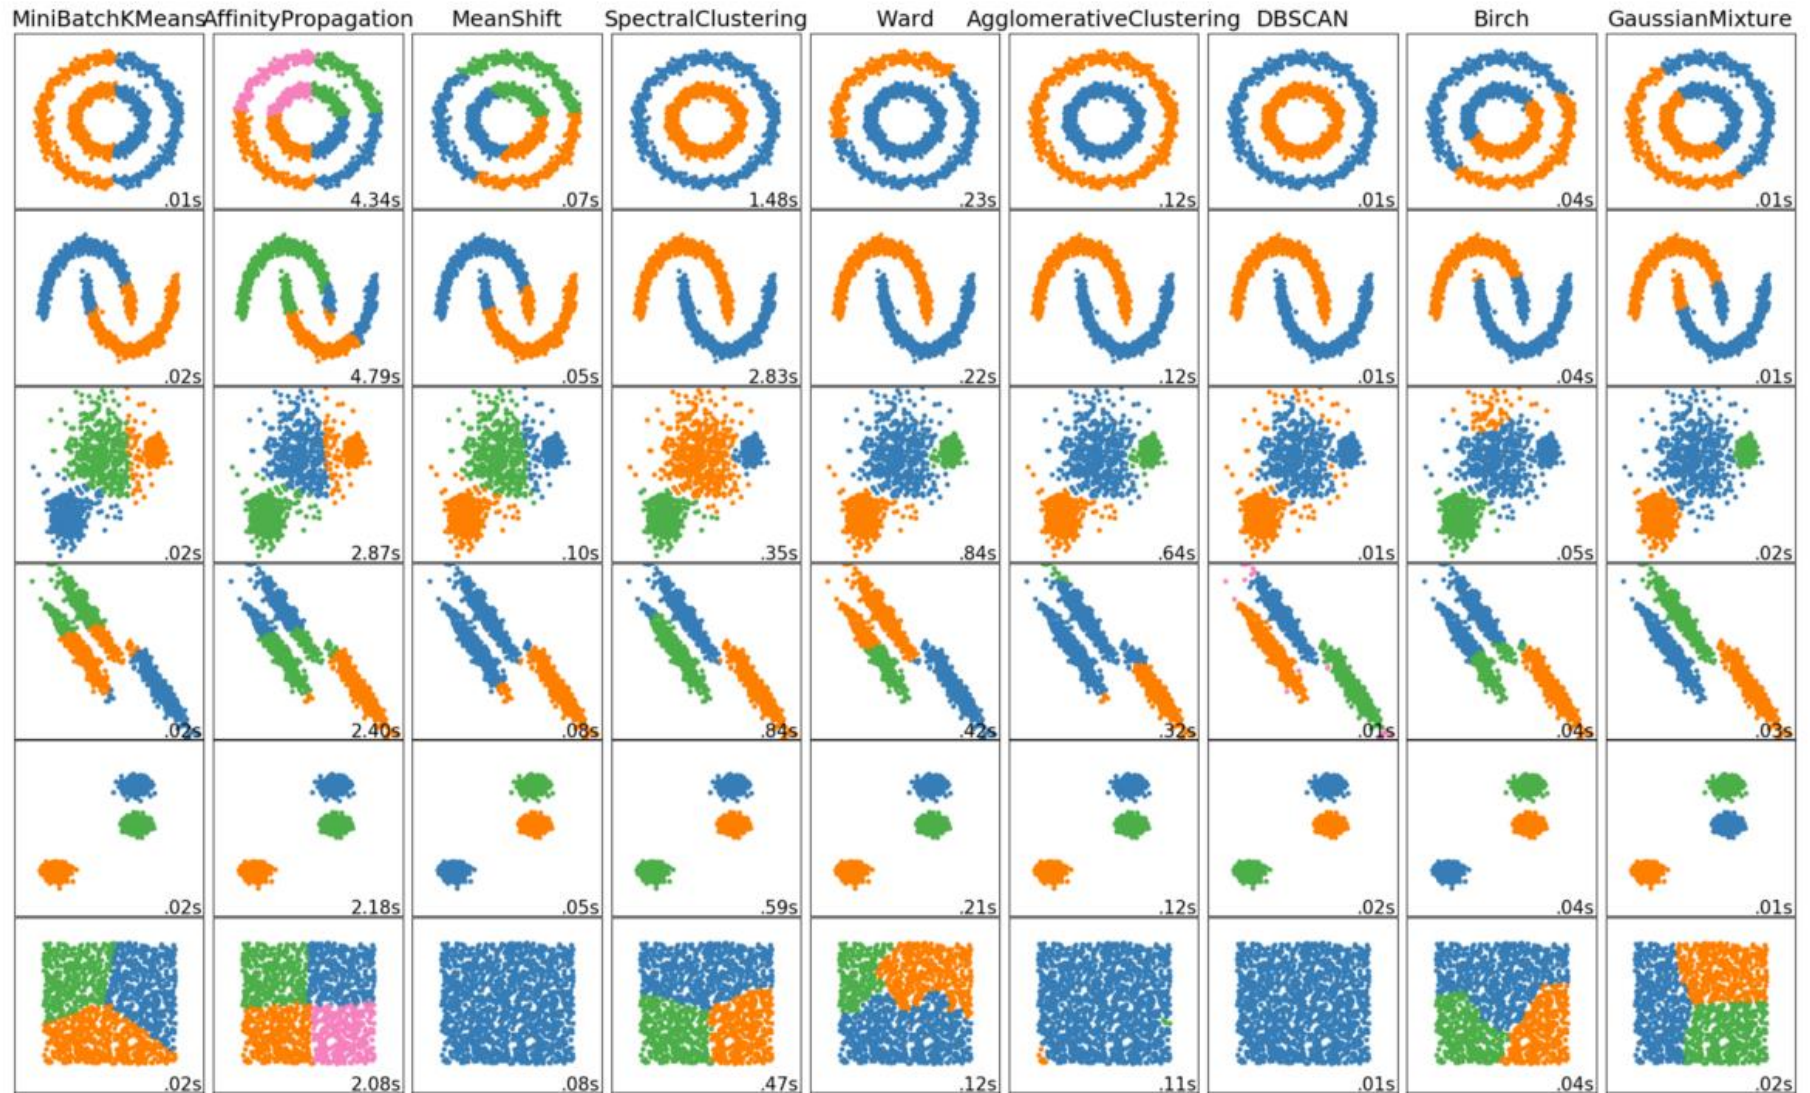 MiniBatchKMeans AffinityPropagation MeanShift SpectralClustering Ward AgglomerativeClustering DBSCAN Birch GaussianMixture
.01s 4.34s .07s 1.48s .23s .12s .01s .04s .01s
.02s 4.79s .05s 2.83s .22s .12s .01s .04s .01s
.02s 2.87s .10s .35s .84s .64s .01s .05s .02s
.02s 2.40s .08s .84s .42s .32s .01s .04s .03s
.02s 2.18s .05s .59s .21s .12s .02s .04s .01s
.02s 2.08s .08s .47s .12s .11s .01s .04s .02s